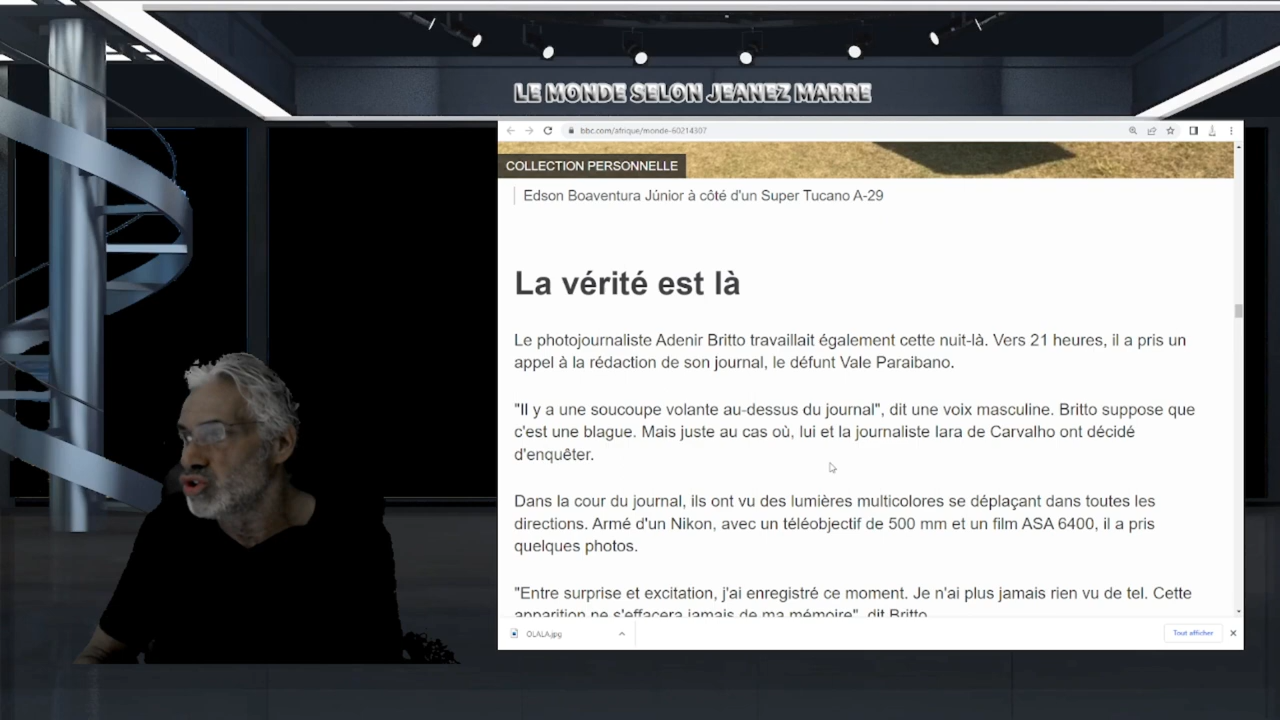 LE MONDE SELON JEANEZ MARRE
bbc.com/afrique/monde-60214307
COLLECTION PERSONNELLE
Edson Boaventura Júnior à côté d'un Super Tucano A-29
La vérité est là
Le photojournaliste Adenir Britto travaillait également cette nuit-là. Vers 21 heures, il a pris un
appel à la rédaction de son journal, le défunt Vale Paraibano.
"Il y a une soucoupe volante au-dessus du journal", dit une voix masculine. Britto suppose que
c'est une blague. Mais juste au cas où, lui et la journaliste Iara de Carvalho ont décidé
d'enquêter.
Dans la cour du journal, ils ont vu des lumières multicolores se déplaçant dans toutes les
directions. Armé d'un Nikon, avec un téléobjectif de 500 mm et un film ASA 6400, il a pris
quelques photos.
"Entre surprise et excitation, j'ai enregistré ce moment. Je n'ai plus jamais rien vu de tel. Cette
apparition ne s'effacera jamais de ma mémoire", dit Britto.
OLALA.jpg
Tout afficher